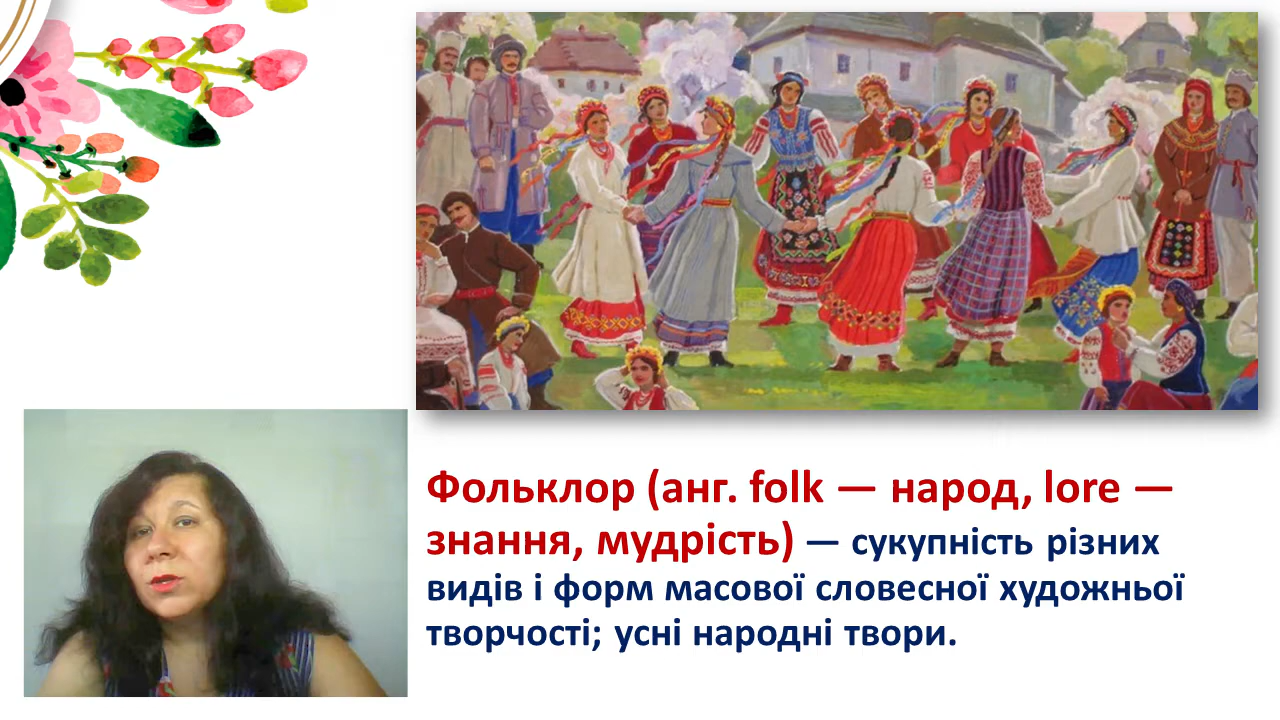 Фольклор (анг. folk — народ, lore —
знання, мудрість) — сукупність різних
видів і форм масової словесної художньої
творчості; усні народні твори.